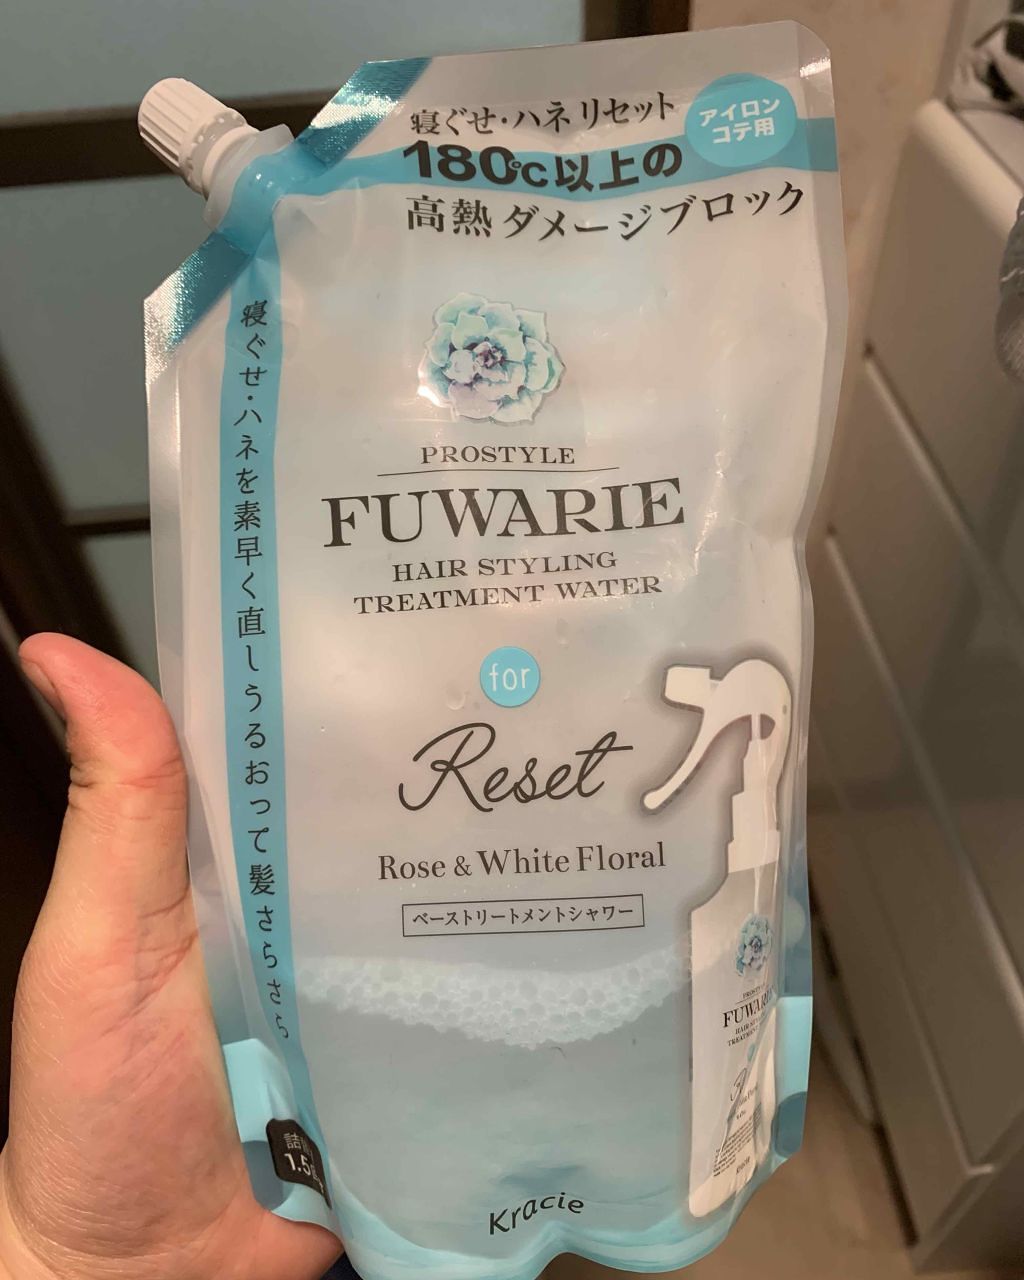 寝ぐせ・ハネ リセット
アイロン
コテ用
180℃以上の
高熱 ダメージブロック
寝ぐせ・ハネを素早く直しうるおって髪さらさら
PROSTYLE
FUWARIE
HAIR STYLING
TREATMENT WATER
for
Reset
Rose & White Floral
ベーストリートメントシャワー
FUWARIE
Kracie